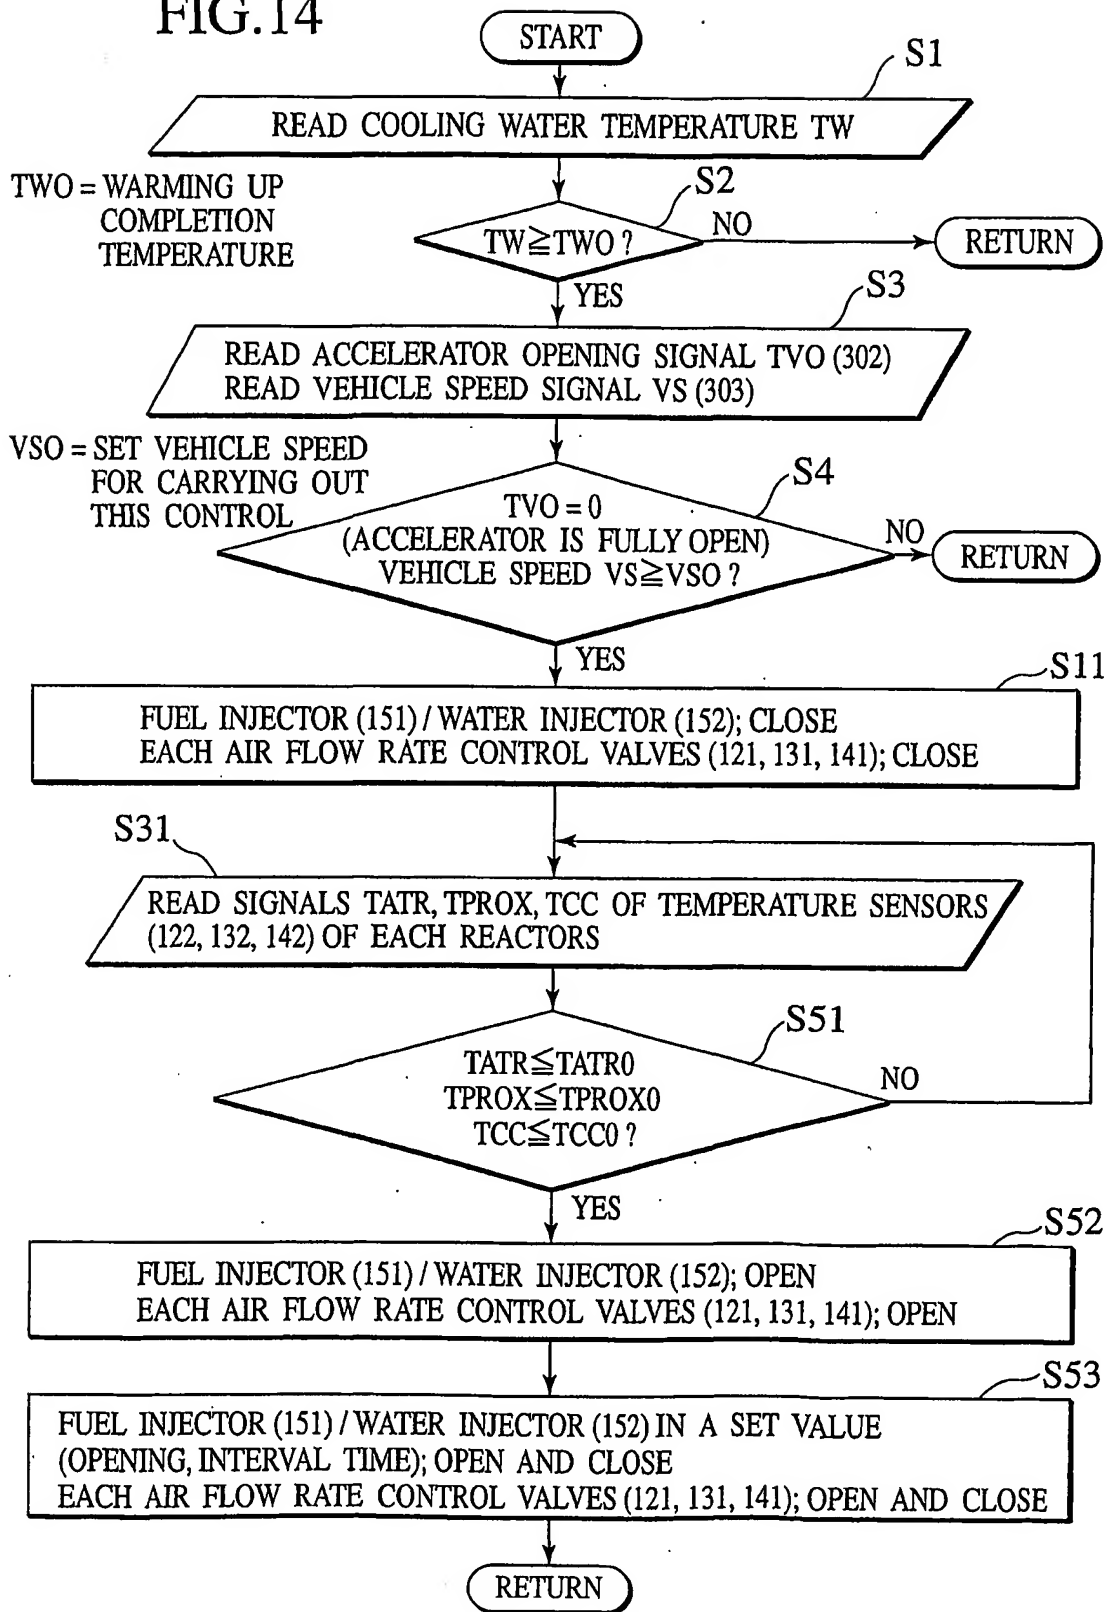 FIG.14
START
S1
READ COOLING WATER TEMPERATURE TW
TWO = WARMING UP
COMPLETION
TEMPERATURE
S2
TW≧TWO ?
NO
RETURN
YES
S3
READ ACCELERATOR OPENING SIGNAL TVO (302)
READ VEHICLE SPEED SIGNAL VS (303)
VSO = SET VEHICLE SPEED
FOR CARRYING OUT
THIS CONTROL
S4
TVO = 0
(ACCELERATOR IS FULLY OPEN)
VEHICLE SPEED VS≧VSO ?
NO
RETURN
YES
S11
FUEL INJECTOR (151) / WATER INJECTOR (152); CLOSE
EACH AIR FLOW RATE CONTROL VALVES (121, 131, 141); CLOSE
S31
READ SIGNALS TATR, TPROX, TCC OF TEMPERATURE SENSORS
(122, 132, 142) OF EACH REACTORS
S51
TATR≦TATR0
TPROX≦TPROX0
TCC≦TCC0 ?
NO
YES
S52
FUEL INJECTOR (151) / WATER INJECTOR (152); OPEN
EACH AIR FLOW RATE CONTROL VALVES (121, 131, 141); OPEN
S53
FUEL INJECTOR (151) / WATER INJECTOR (152) IN A SET VALUE
(OPENING, INTERVAL TIME); OPEN AND CLOSE
EACH AIR FLOW RATE CONTROL VALVES (121, 131, 141); OPEN AND CLOSE
RETURN